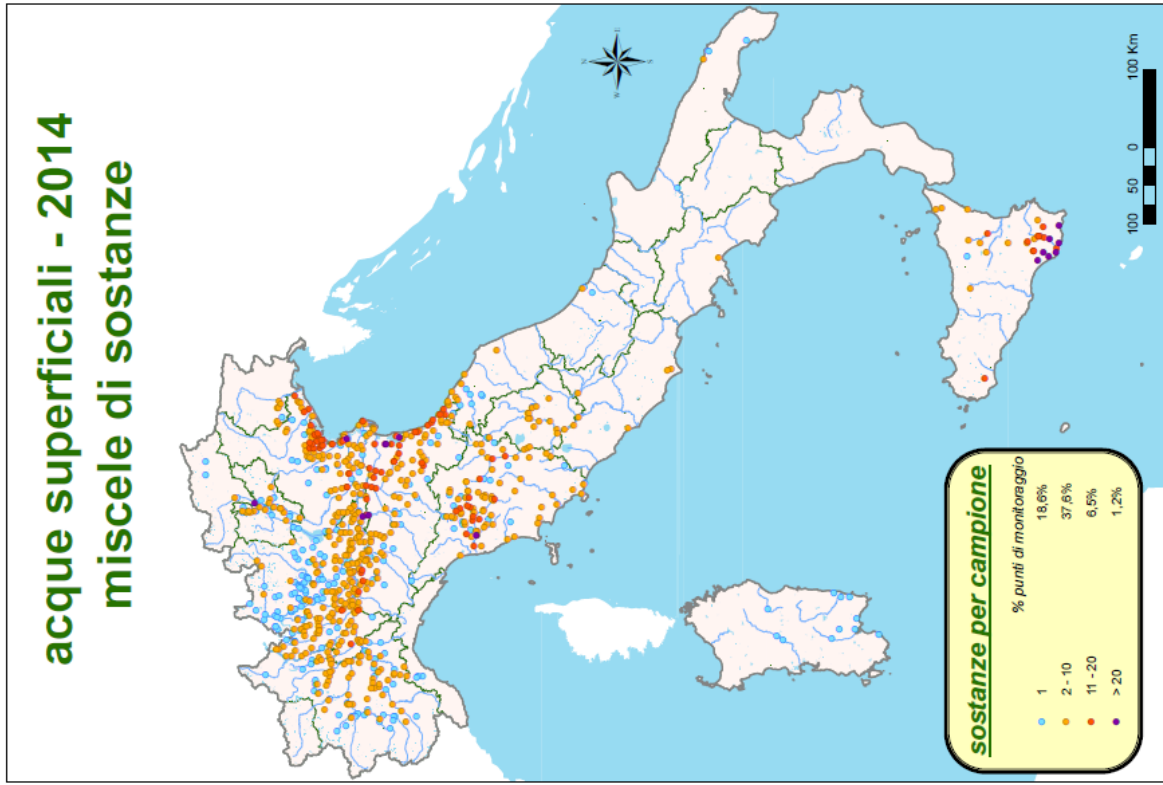 acque superficiali - 2014
miscele di sostanze
100 50 0 100 Km
sostanze per campione
% punti di monitoraggio
1 18,6%
2 - 10 37,6%
11 - 20 6,5%
> 20 1,2%